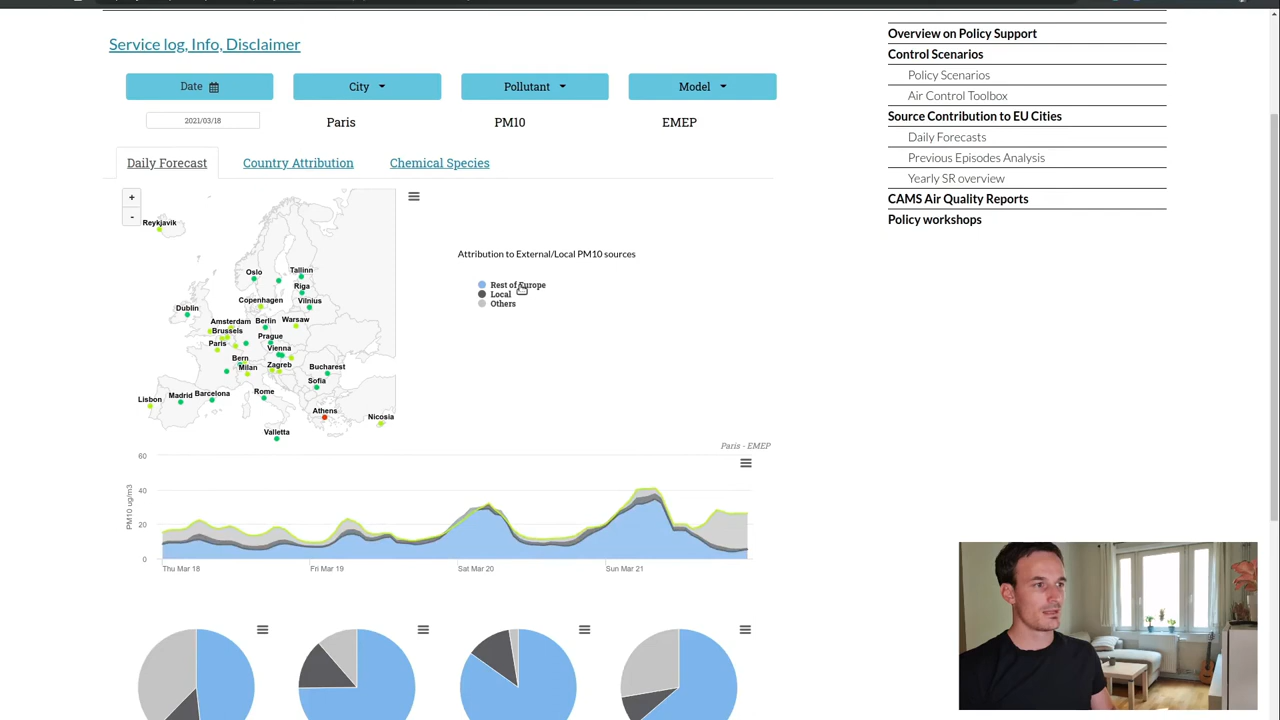 Service log, Info, Disclaimer
Date
City
Pollutant
Model
2021/03/18
Paris
PM10
EMEP
Daily Forecast
Country Attribution
Chemical Species
+
-
Reykjavik
Oslo
Tallinn
Riga
Copenhagen
Vilnius
Dublin
Amsterdam
Berlin
Warsaw
Brussels
Prague
Paris
Vienna
Bern
Milan
Zagreb
Bucharest
Sofia
Lisbon
Madrid
Barcelona
Rome
Athens
Nicosia
Valletta
Attribution to External/Local PM10 sources
Rest of Europe
Local
Others
Paris - EMEP
PM10 ug/m3
60
40
20
0
Thu Mar 18
Fri Mar 19
Sat Mar 20
Sun Mar 21
Overview on Policy Support
Control Scenarios
Policy Scenarios
Air Control Toolbox
Source Contribution to EU Cities
Daily Forecasts
Previous Episodes Analysis
Yearly SR overview
CAMS Air Quality Reports
Policy workshops